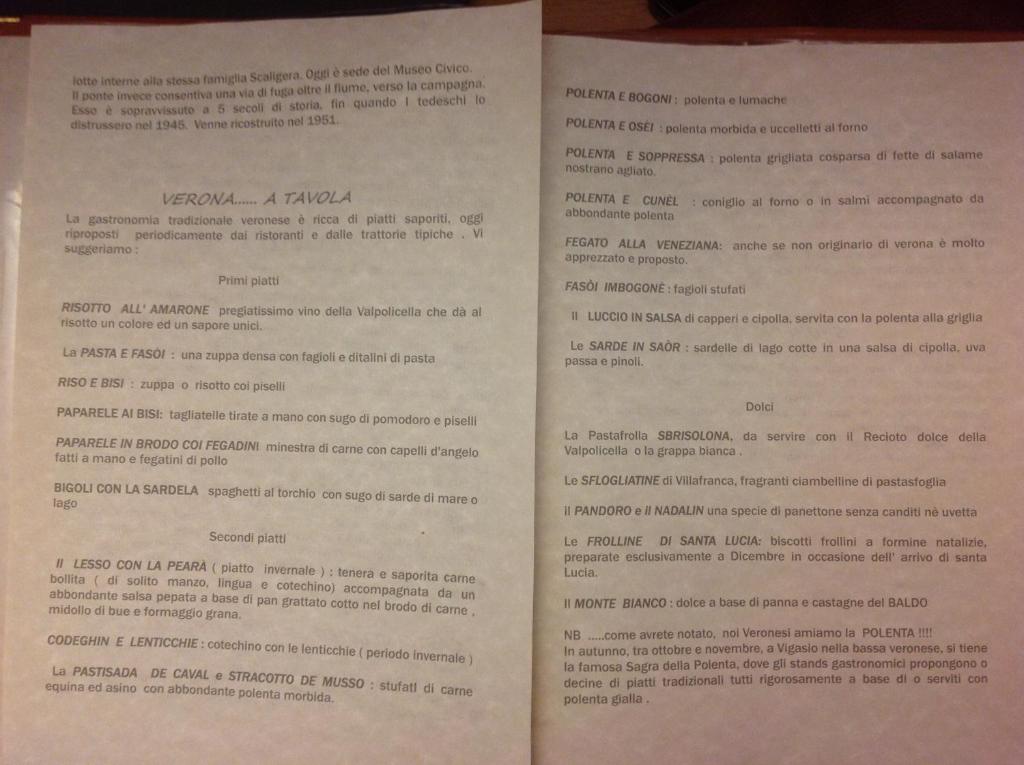 lotte interne alla stessa famiglia Scaligera. Oggi è sede del Museo Civico.
Il ponte invece consentiva una via di fuga oltre il fiume, verso la campagna.
Esso è sopravvissuto a 5 secoli di storia, fin quando I tedeschi lo
distrussero nel 1945. Venne ricostruito nel 1951.
VERONA...... A TAVOLA
La gastronomia tradizionale veronese è ricca di piatti saporiti, oggi
riproposti periodicamente dai ristoranti e dalle trattorie tipiche . Vi
suggeriamo :
Primi piatti
RISOTTO ALL' AMARONE pregiatissimo vino della Valpolicella che dà al
risotto un colore ed un sapore unici.
La PASTA E FASÒI : una zuppa densa con fagioli e ditalini di pasta
RISO E BISI : zuppa o risotto coi piselli
PAPARELE AI BISI: tagliatelle tirate a mano con sugo di pomodoro e piselli
PAPARELE IN BRODO COI FEGADINI minestra di carne con capelli d'angelo
fatti a mano e fegatini di pollo
BIGOLI CON LA SARDELA spaghetti al torchio con sugo di sarde di mare o
lago
Secondi piatti
Il LESSO CON LA PEARÀ ( piatto invernale ) : tenera e saporita carne
bollita ( di solito manzo, lingua e cotechino) accompagnata da un
abbondante salsa pepata a base di pan grattato cotto nel brodo di carne ,
midollo di bue e formaggio grana.
CODEGHIN E LENTICCHIE : cotechino con le lenticchie ( periodo invernale )
La PASTISADA DE CAVAL e STRACOTTO DE MUSSO : stufatI di carne
equina ed asino con abbondante polenta morbida.
POLENTA E BOGONI : polenta e lumache
POLENTA E OSÈI : polenta morbida e uccelletti al forno
POLENTA E SOPPRESSA : polenta grigliata cosparsa di fette di salame
nostrano agliato.
POLENTA E CUNÈL : coniglio al forno o in salmi accompagnato da
abbondante polenta
FEGATO ALLA VENEZIANA: anche se non originario di verona è molto
apprezzato e proposto.
FASÒI IMBOGONÈ : fagioli stufati
Il LUCCIO IN SALSA di capperi e cipolla, servita con la polenta alla griglia
Le SARDE IN SAÒR : sardelle di lago cotte in una salsa di cipolla, uva
passa e pinoli.
Dolci
La Pastafrolla SBRISOLONA, da servire con il Recioto dolce della
Valpolicella o la grappa bianca .
Le SFLOGLIATINE di Villafranca, fragranti ciambelline di pastasfoglia
il PANDORO e Il NADALIN una specie di panettone senza canditi nè uvetta
Le FROLLINE DI SANTA LUCIA: biscotti frollini a formine natalizie,
preparate esclusivamente a Dicembre in occasione dell' arrivo di santa
Lucia.
Il MONTE BIANCO : dolce a base di panna e castagne del BALDO
NB .....come avrete notato, noi Veronesi amiamo la POLENTA !!!!
In autunno, tra ottobre e novembre, a Vigasio nella bassa veronese, si tiene
la famosa Sagra della Polenta, dove gli stands gastronomici propongono o
decine di piatti tradizionali tutti rigorosamente a base di o serviti con
polenta gialla .